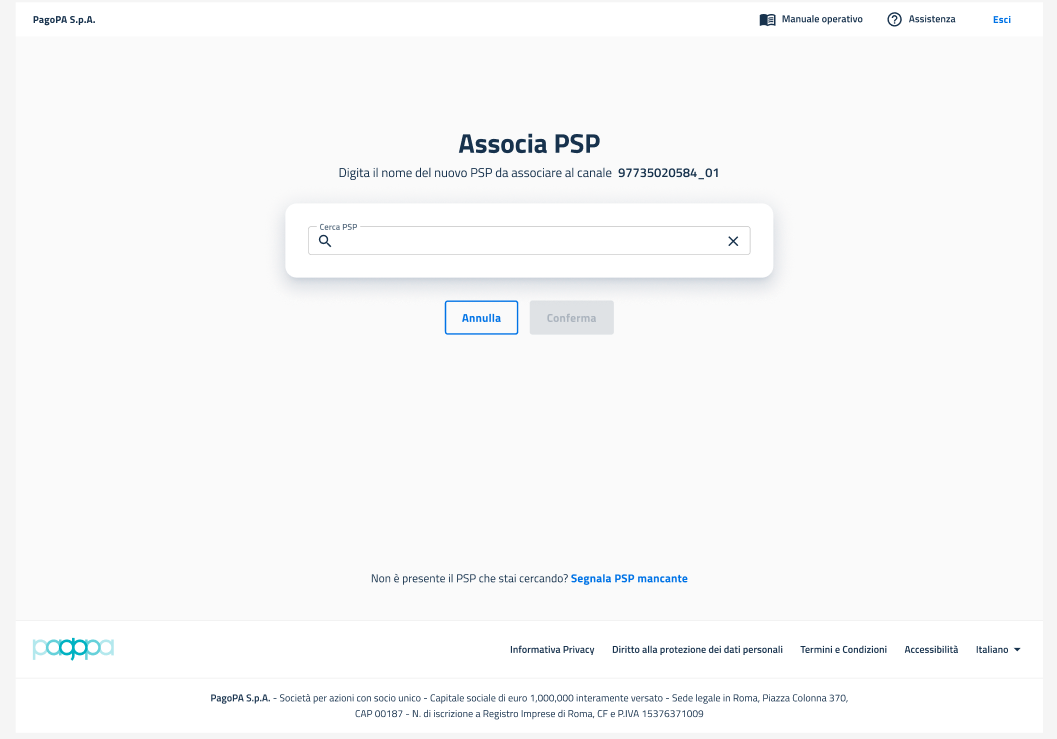 PagoPA S.p.A.
Manuale operativo
Assistenza
Esci
Associa PSP
Digita il nome del nuovo PSP da associare al canale 97735020584_01
Cerca PSP
Annulla
Conferma
Non è presente il PSP che stai cercando? Segnala PSP mancante
pagopa
Informativa Privacy
Diritto alla protezione dei dati personali
Termini e Condizioni
Accessibilità
Italiano
PagoPA S.p.A. - Società per azioni con socio unico - Capitale sociale di euro 1,000,000 interamente versato - Sede legale in Roma, Piazza Colonna 370,
CAP 00187 - N. di iscrizione a Registro Imprese di Roma, CF e P.IVA 15376371009